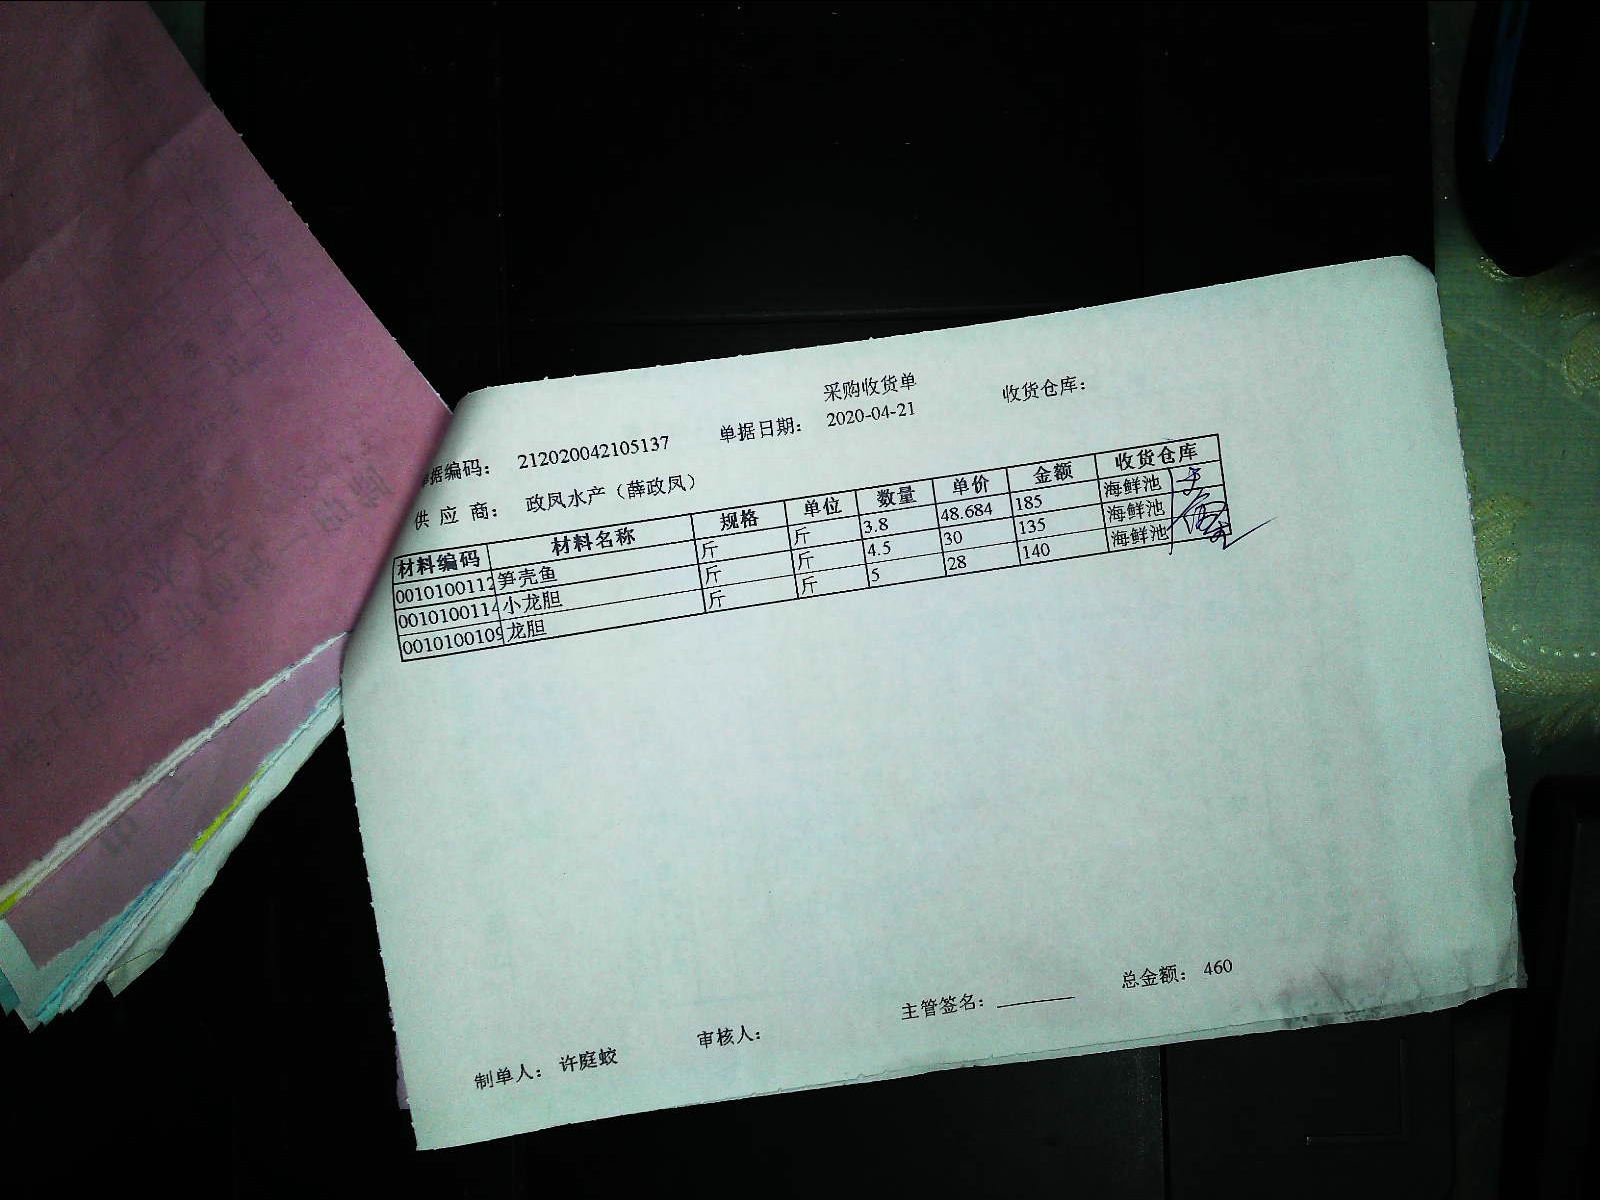 采购收货单
单据编码： 212020042105137 单据日期： 2020-04-21 收货仓库：
供 应 商： 政凤水产（薛政凤）
材料编码 材料名称 规格 单位 数量 单价 金额 收货仓库
0010100112 笋壳鱼 斤 斤 3.8 48.684 185 海鲜池
0010100114 小龙胆 斤 斤 4.5 30 135 海鲜池
0010100109 龙胆 斤 斤 5 28 140 海鲜池
制单人： 许庭蛟 审核人： 主管签名： 总金额： 460